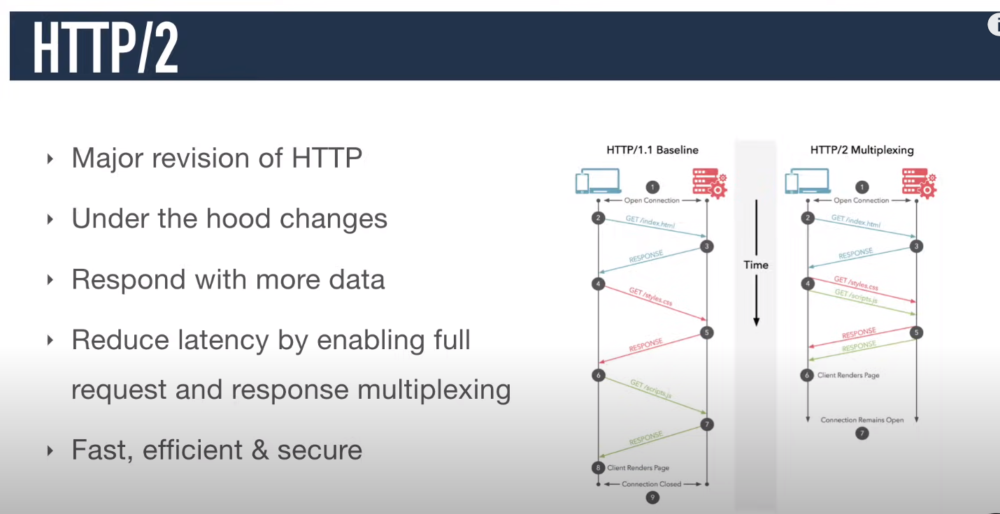 HTTP/2
i
Major revision of HTTP
Under the hood changes
Respond with more data
Reduce latency by enabling full
request and response multiplexing
Fast, efficient & secure
HTTP/1.1 Baseline
1
Open Connection
2
GET /index.html
3
RESPONSE
4
GET /styles.css
5
RESPONSE
6
GET /scripts.js
7
RESPONSE
8 Client Renders Page
Connection Closed
9
Time
HTTP/2 Multiplexing
1
Open Connection
2
GET /index.html
3
RESPONSE
4
GET /styles.css
GET /scripts.js
5
RESPONSE
RESPONSE
6 Client Renders Page
Connection Remains Open
7